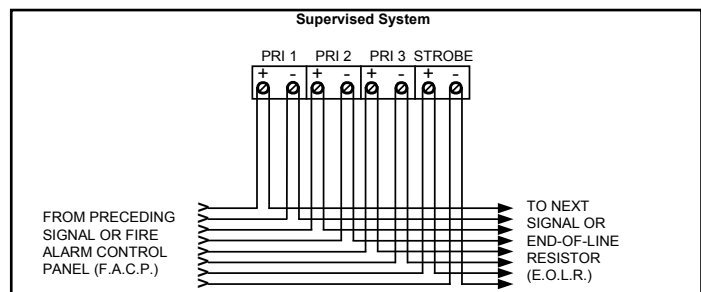 Supervised System
PRI 1 PRI 2 PRI 3 STROBE
+ - + - + - + -
FROM PRECEDING
SIGNAL OR FIRE
ALARM CONTROL
PANEL (F.A.C.P.)
TO NEXT
SIGNAL OR
END-OF-LINE
RESISTOR
(E.O.L.R.)